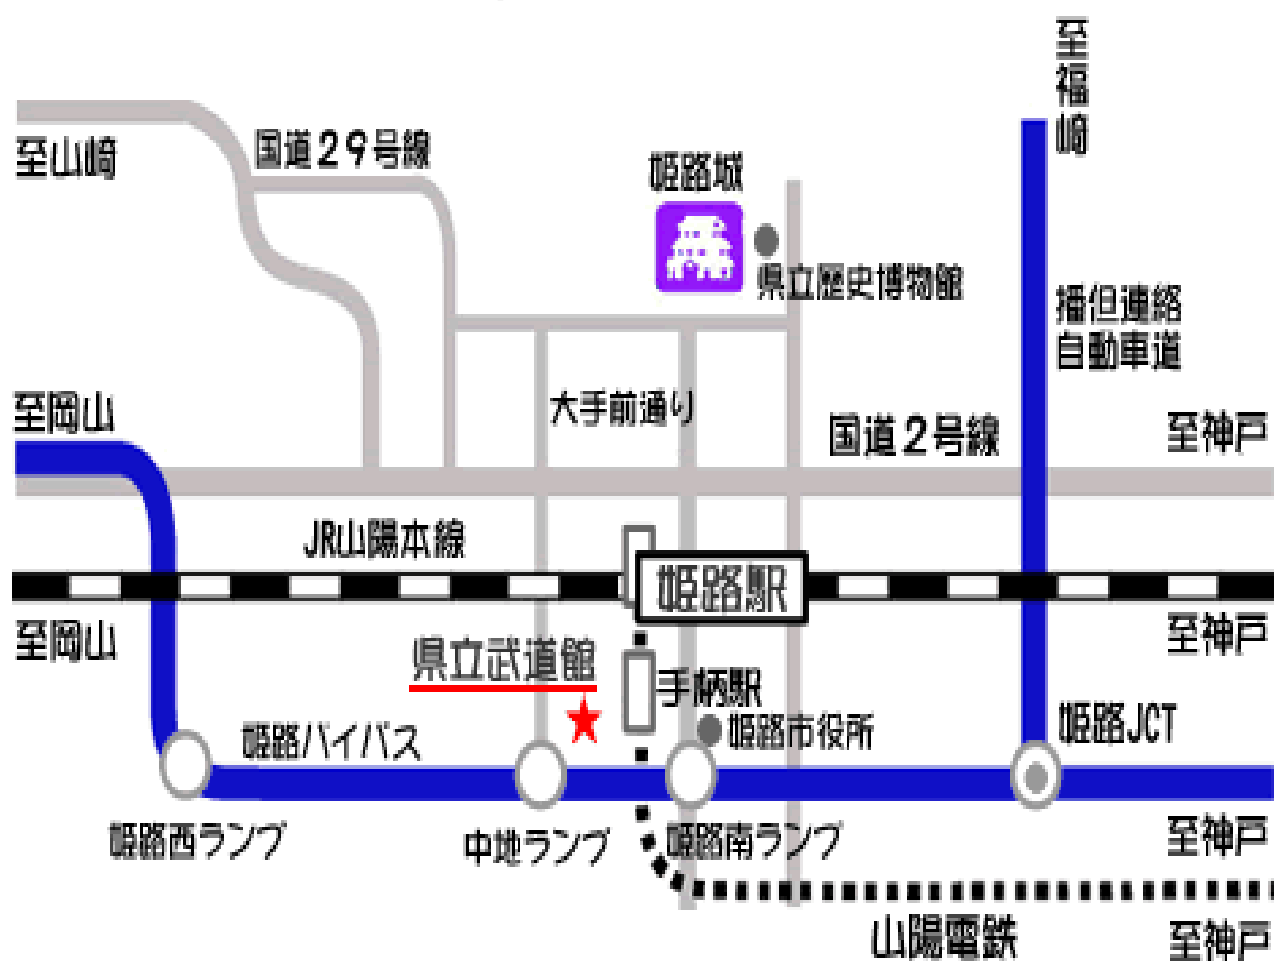 至福崎
至山崎
国道29号線
姫路城
県立歴史博物館
播但連絡
自動車道
至岡山
大手前通り
国道2号線
至神戸
JR山陽本線
姫路駅
至岡山
至神戸
県立武道館
手柄駅
姫路市役所
姫路JCT
姫路バイパス
姫路西ランプ
中地ランプ
姫路南ランプ
至神戸
山陽電鉄
至神戸